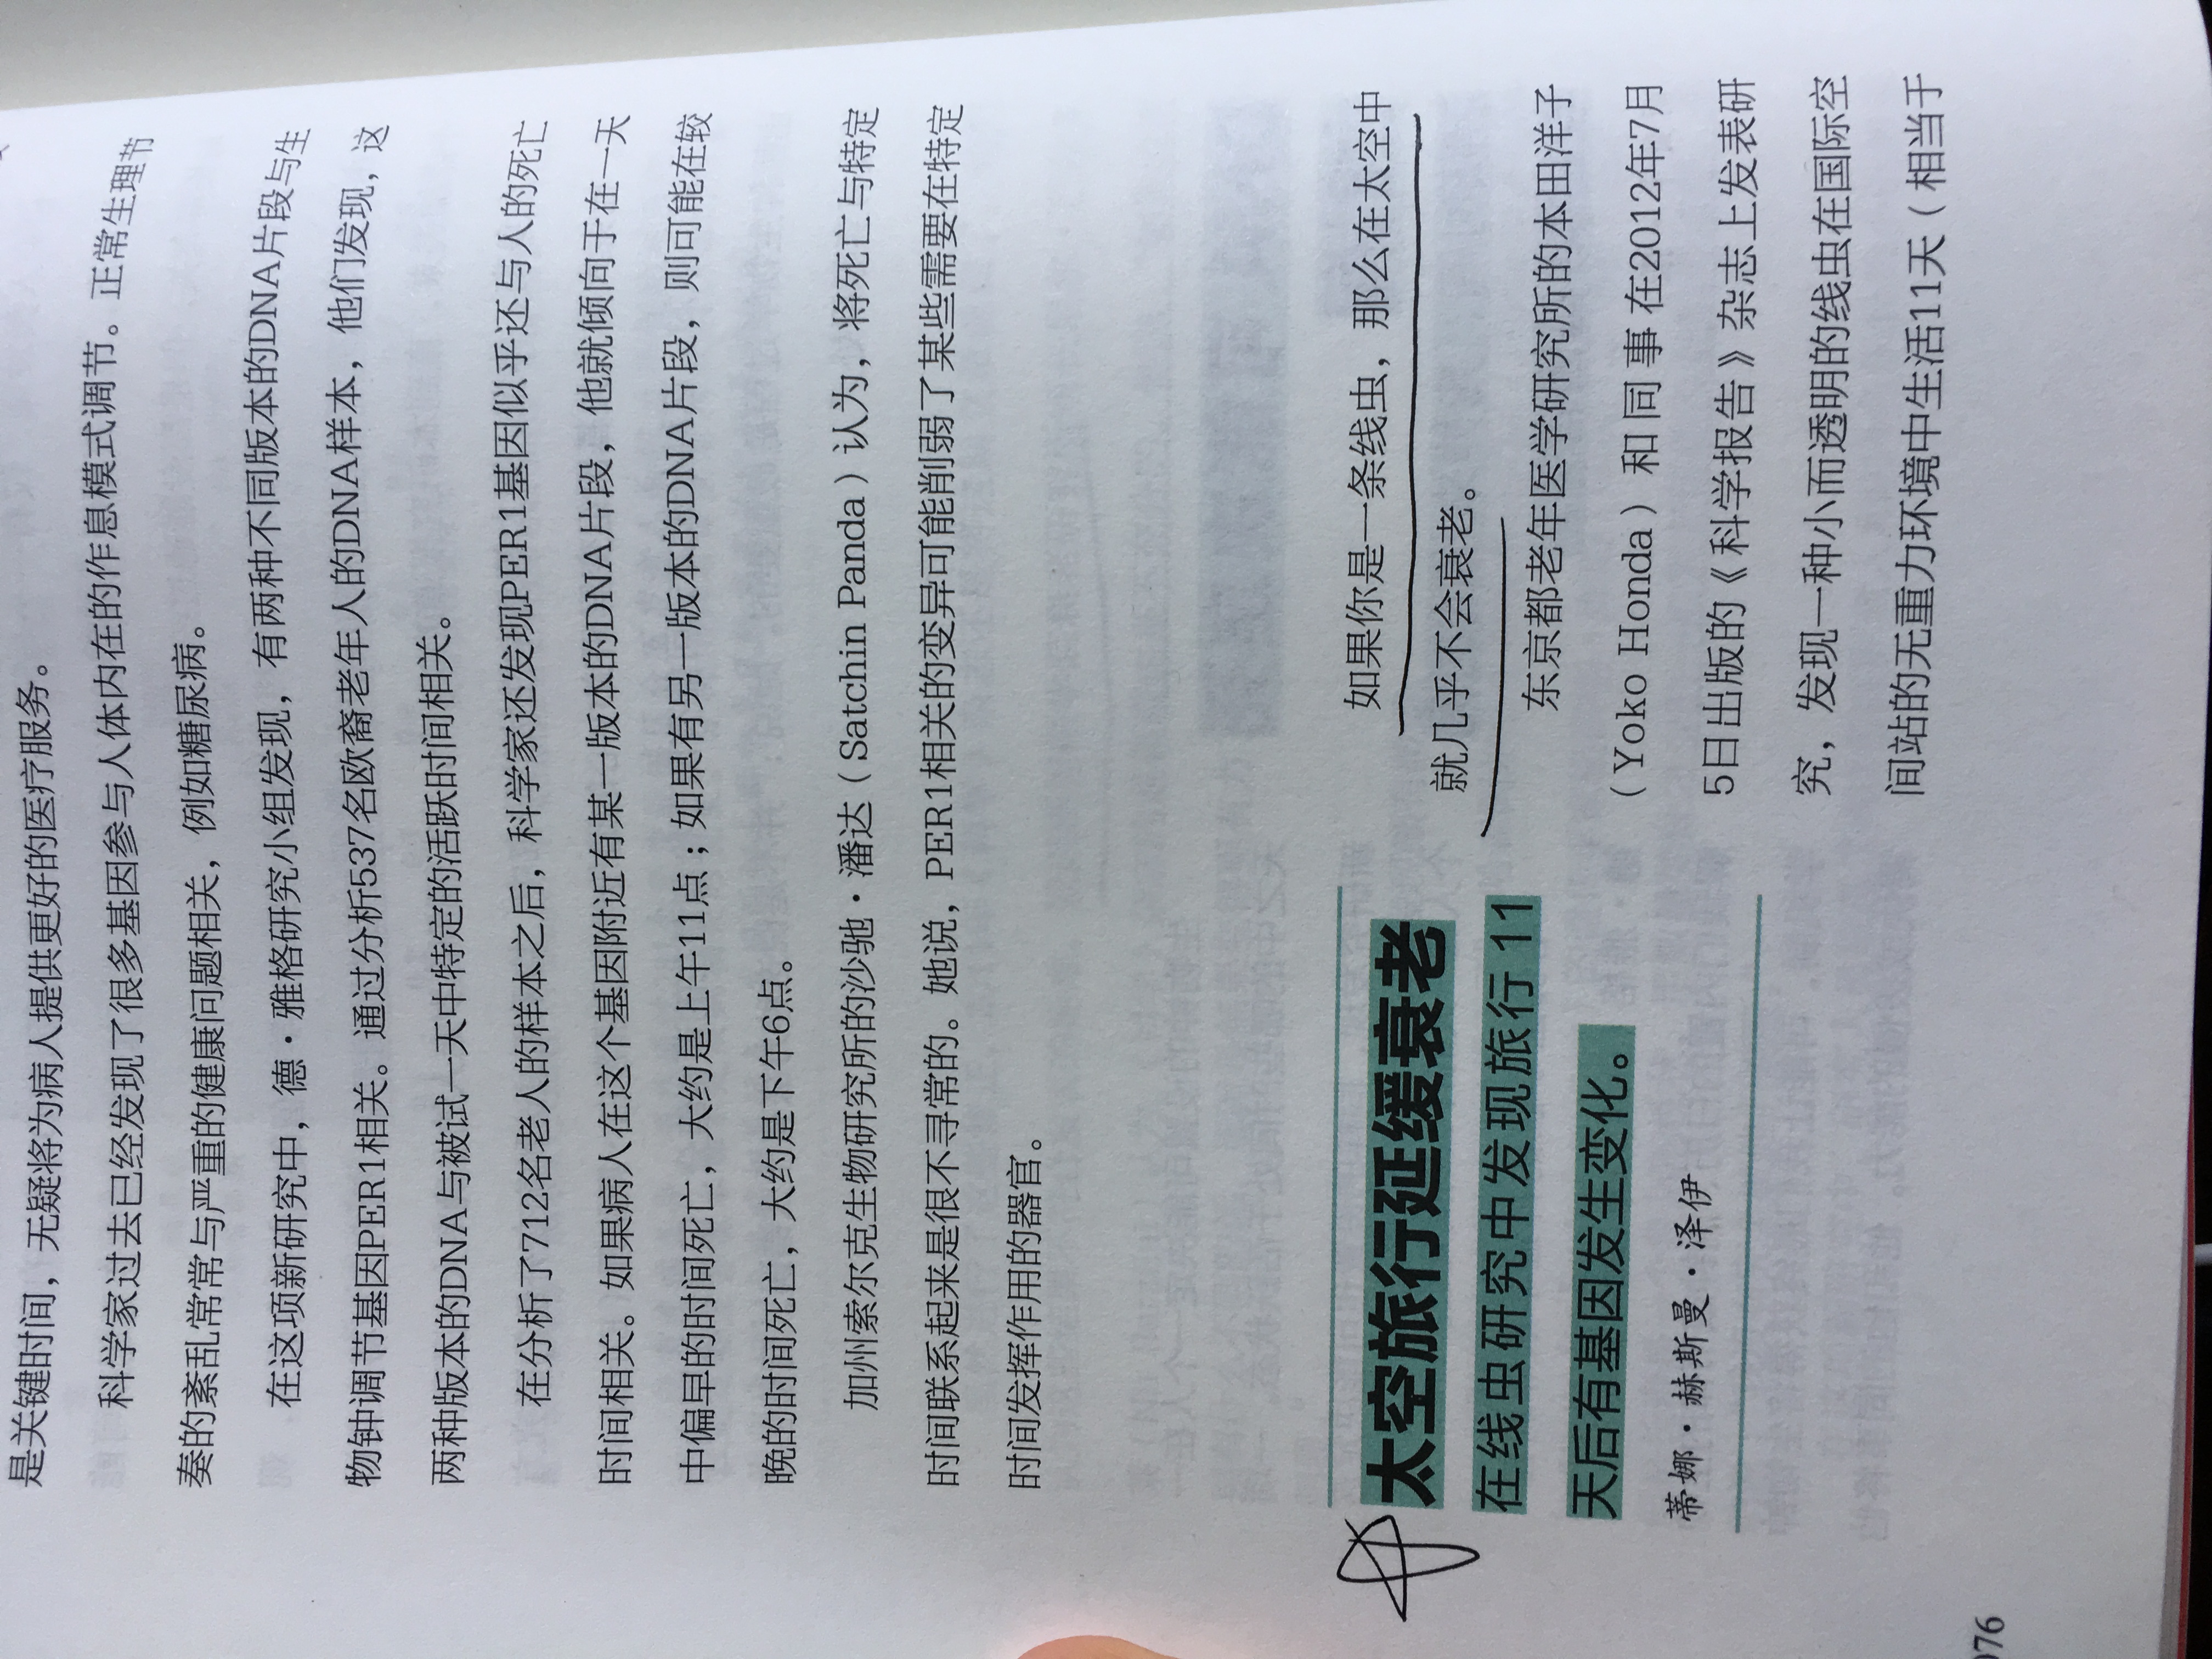 是关键时间，无疑将为病人提供更好的医疗服务。
科学家过去已经发现了很多基因参与人体内在的作息模式调节。正常生理节
奏的紊乱常常与严重的健康问题相关，例如糖尿病。
在这项新研究中，德·雅格研究小组发现，有两种不同版本的DNA片段与生
物钟调节基因PER1相关。通过分析537名欧裔老年人的DNA样本，他们发现，这
两种版本的DNA与被试一天中特定的活跃时间相关。
在分析了712名老人的样本之后，科学家还发现PER1基因似乎还与人的死亡
时间相关。如果病人在这个基因附近有某一版本的DNA片段，他就倾向于在一天
中偏早的时间死亡，大约是上午11点；如果有另一版本的DNA片段，则可能在较
晚的时间死亡，大约是下午6点。
加州索尔克生物研究所的沙驰·潘达（Satchin Panda）认为，将死亡与特定
时间联系起来是很不寻常的。她说，PER1相关的变异可能削弱了某些需要在特定
时间发挥作用的器官。
太空旅行延缓衰老
在线虫研究中发现旅行 11
天后有基因发生变化。
蒂娜·赫斯曼·泽伊
如果你是一条线虫，那么在太空中
就几乎不会衰老。
东京都老年医学研究所的本田洋子
（Yoko Honda）和同事在2012年7月
5日出版的《科学报告》杂志上发表研
究，发现一种小而透明的线虫在国际空
间站的无重力环境中生活11天（相当于
076